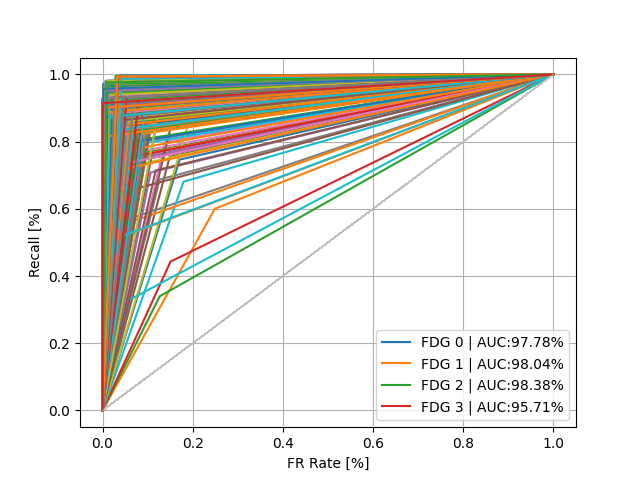 1.0
0.8
0.6
0.4
0.2
0.0
Recall [%]
0.0 0.2 0.4 0.6 0.8 1.0
FR Rate [%]
FDG 0 | AUC:97.78%
FDG 1 | AUC:98.04%
FDG 2 | AUC:98.38%
FDG 3 | AUC:95.71%